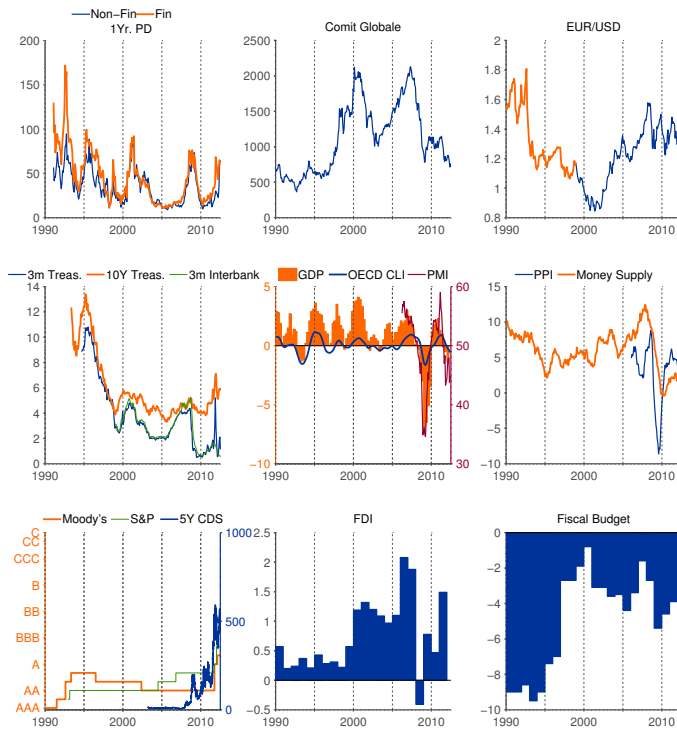 Non−Fin Fin
1Yr. PD
200
150
100
50
0
1990 2000 2010
Comit Globale
2500
2000
1500
1000
500
0
1990 2000 2010
EUR/USD
2
1.8
1.6
1.4
1.2
1
0.8
1990 2000 2010
3m Treas. 10Y Treas. 3m Interbank
14
12
10
8
6
4
2
0
1990 2000 2010
GDP OECD CLI PMI
5
0
−5
−10
60
50
40
30
1990 2000 2010
PPI Money Supply
15
10
5
0
−5
−10
−15
1990 2000 2010
Moody's S&P 5Y CDS
C
CC
CCC
B
BB
BBB
A
AA
AAA
1000
500
0
1990 2000 2010
FDI
2.5
2
1.5
1
0.5
0
−0.5
1990 2000 2010
Fiscal Budget
0
−2
−4
−6
−8
−10
1990 2000 2010